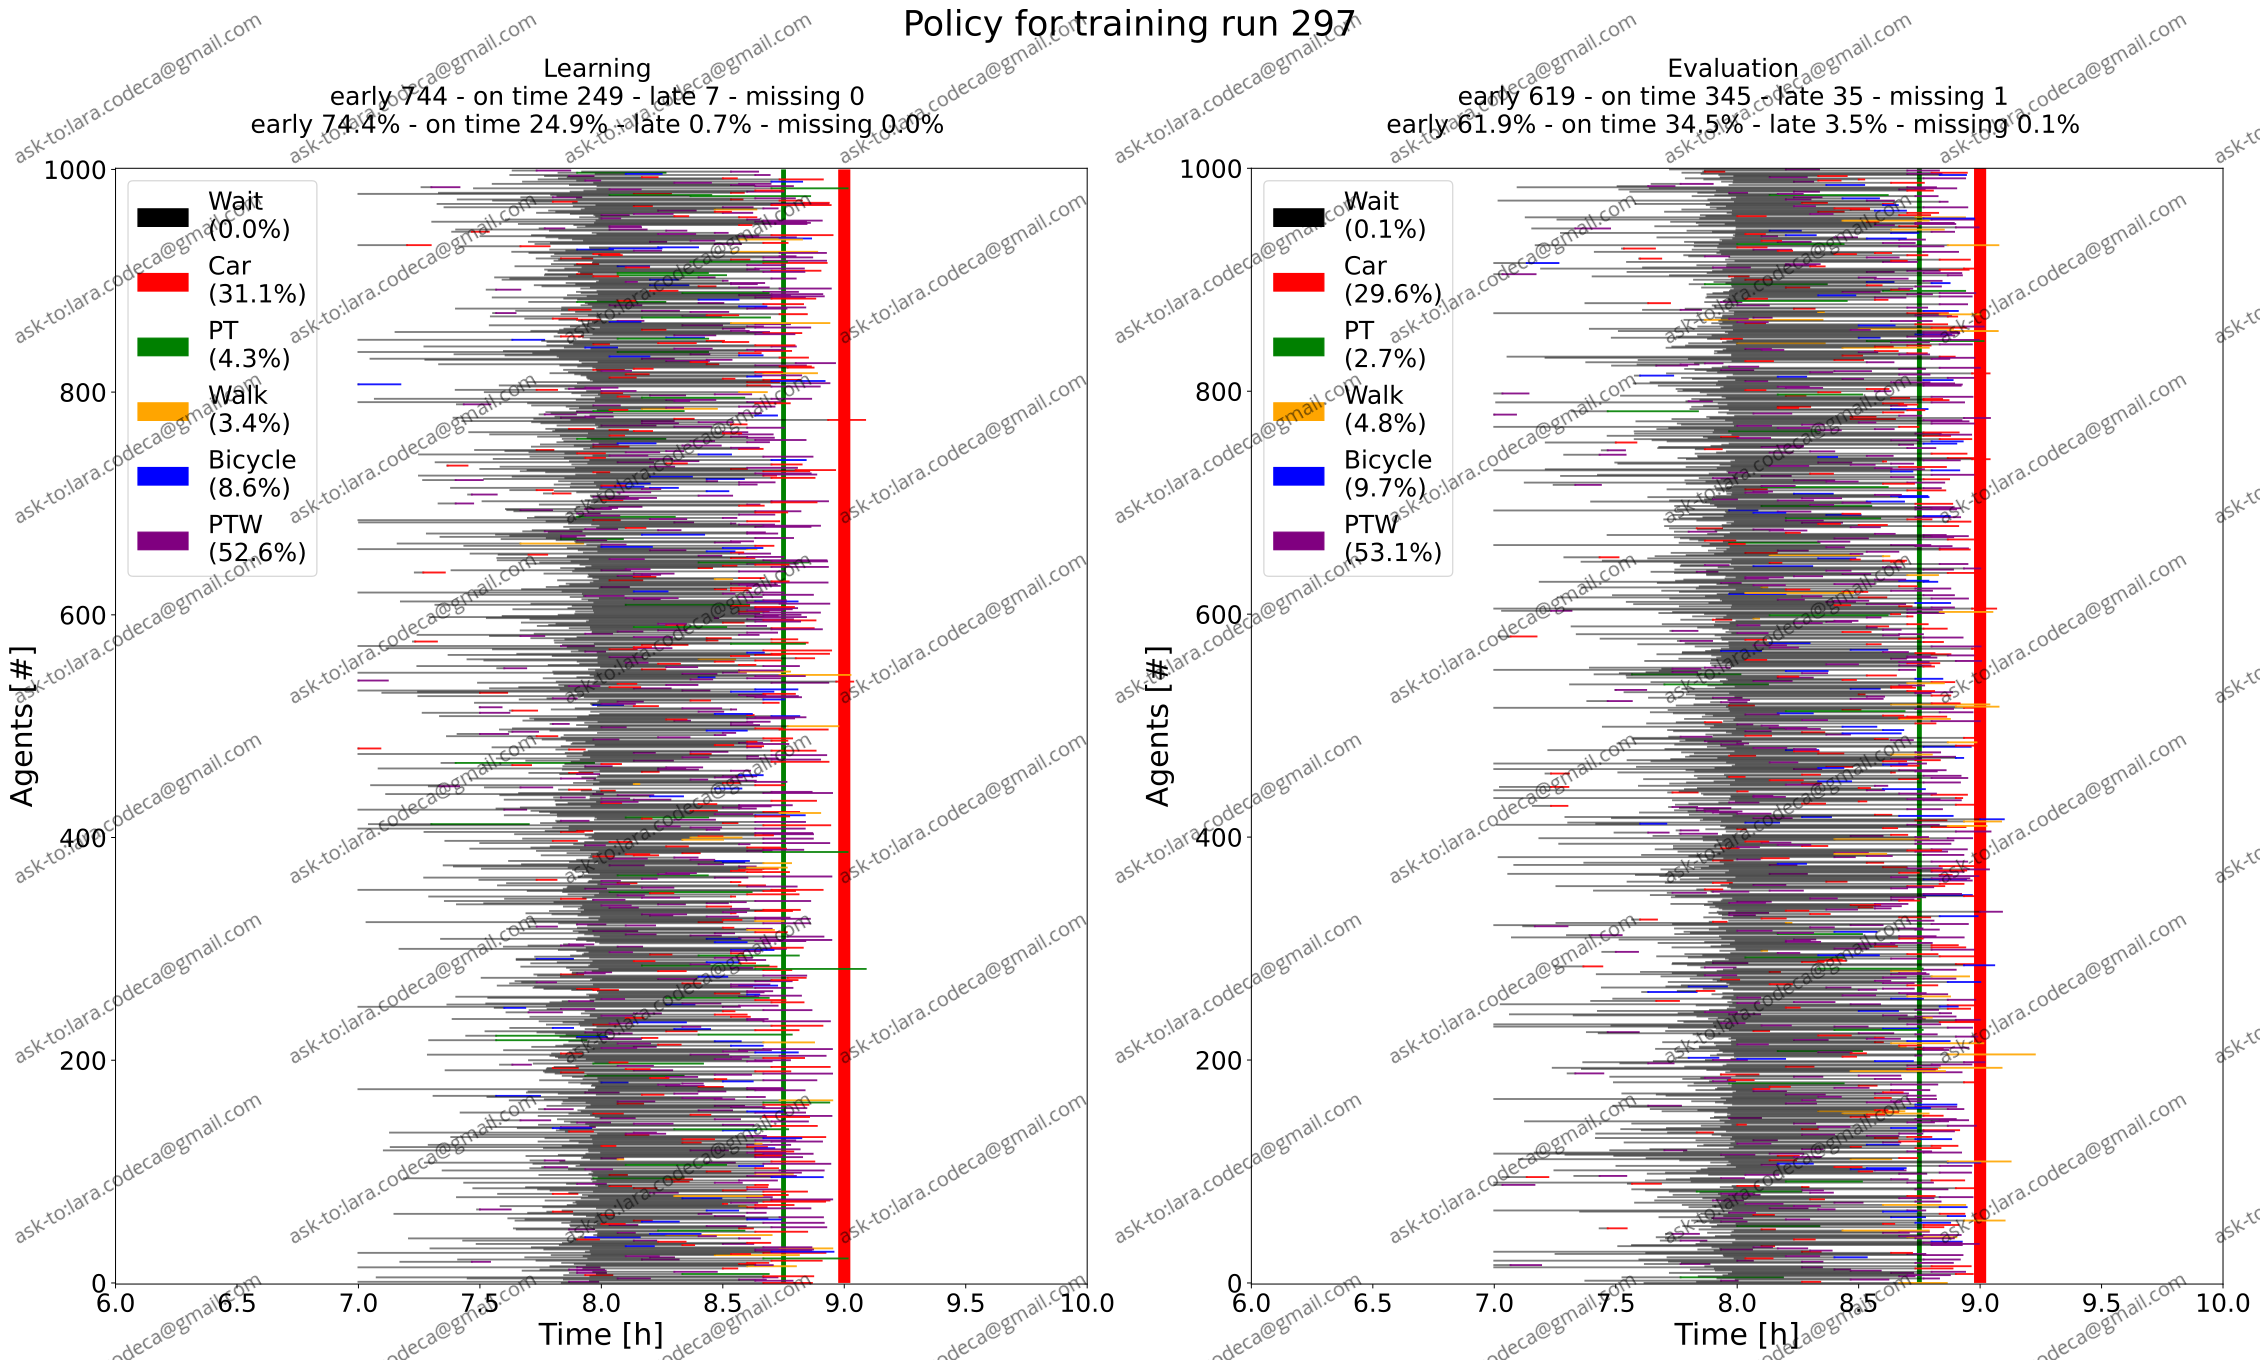 Policy for training run 297
Learning
early 744 - on time 249 - late 7 - missing 0
early 74.4% - on time 24.9% - late 0.7% - missing 0.0%
Evaluation
early 619 - on time 345 - late 35 - missing 1
early 61.9% - on time 34.5% - late 3.5% - missing 0.1%
Wait
(0.0%)
Car
(31.1%)
PT
(4.3%)
Walk
(3.4%)
Bicycle
(8.6%)
PTW
(52.6%)
Wait
(0.1%)
Car
(29.6%)
PT
(2.7%)
Walk
(4.8%)
Bicycle
(9.7%)
PTW
(53.1%)
Agents [#]
1000
800
600
400
200
0
6.0 6.5 7.0 7.5 8.0 8.5 9.0 9.5 10.0
Time [h]
Agents [#]
1000
800
600
400
200
0
6.0 6.5 7.0 7.5 8.0 8.5 9.0 9.5 10.0
Time [h]
ask-to:lara.codeca@gmail.com